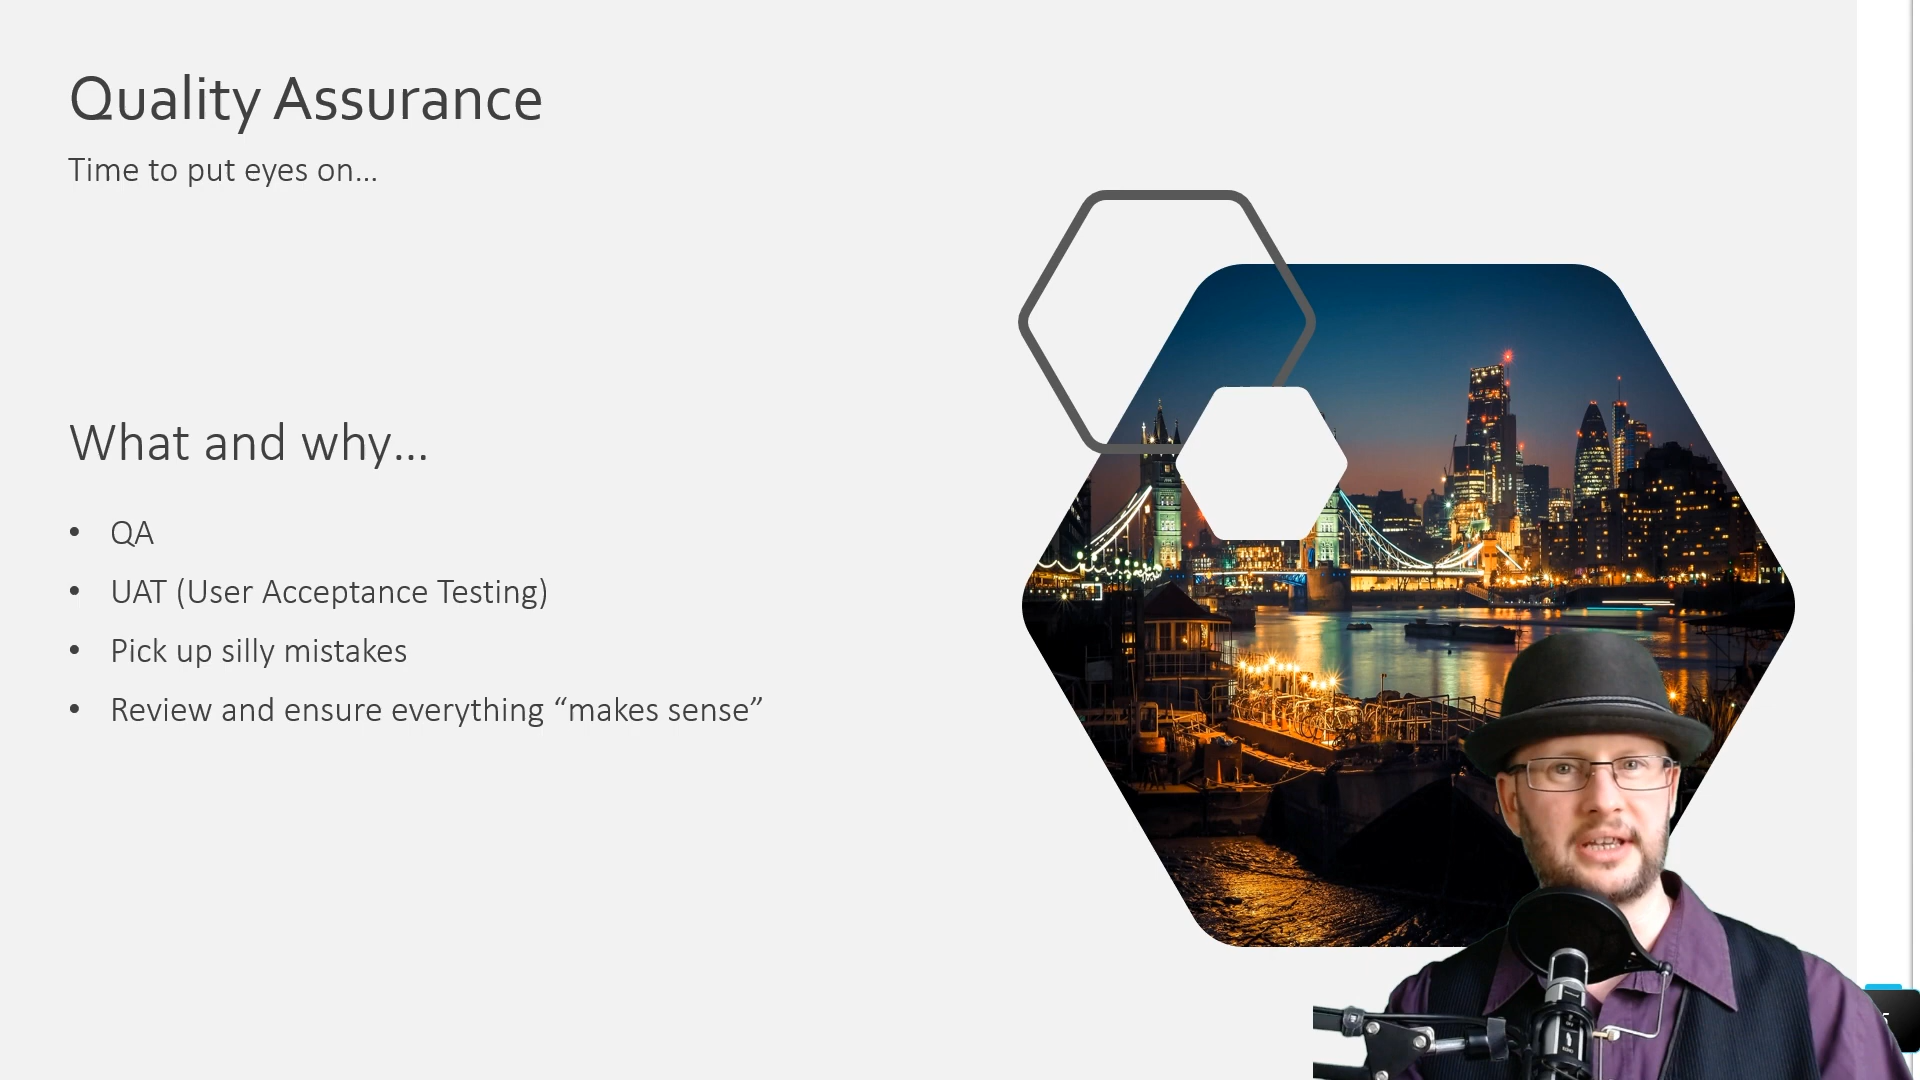 Quality Assurance
Time to put eyes on...
What and why...
• QA
• UAT (User Acceptance Testing)
• Pick up silly mistakes
• Review and ensure everything “makes sense”